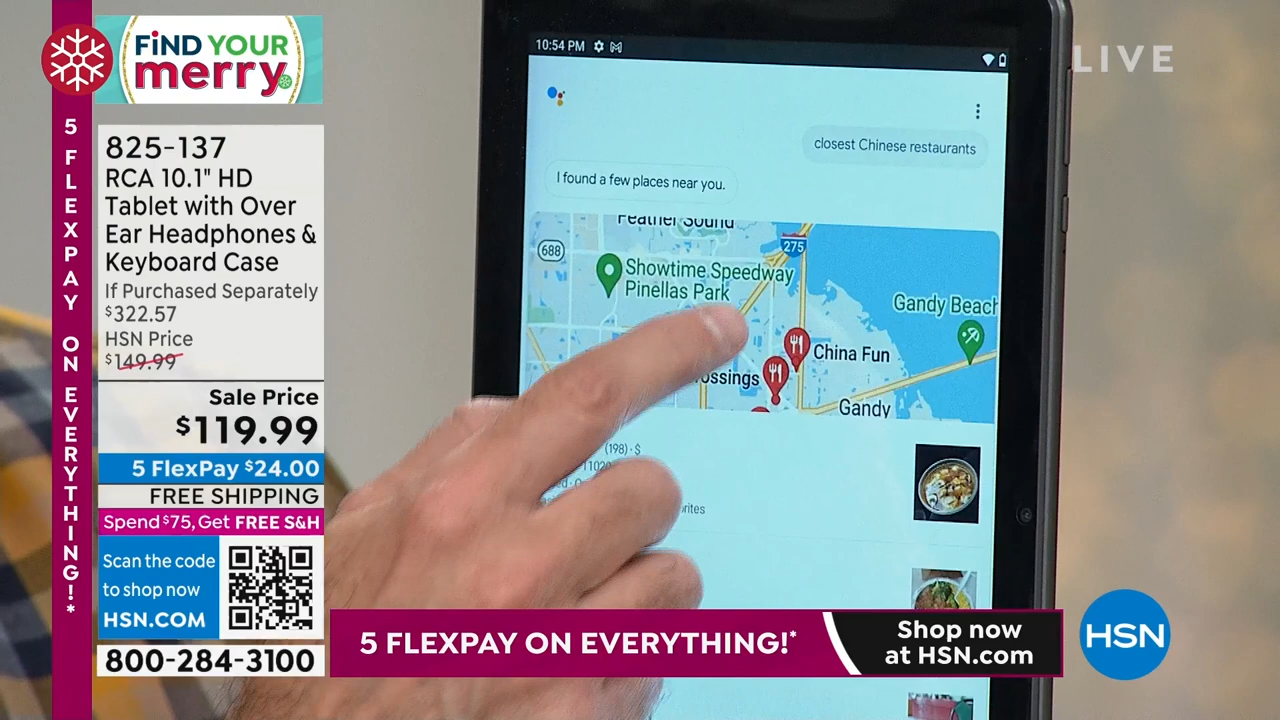 FiND YOUR
merry
5 FLEXPAY ON EVERYTHING!*
825-137
RCA 10.1" HD
Tablet with Over
Ear Headphones &
Keyboard Case
If Purchased Separately
$322.57
HSN Price
$149.99
Sale Price
$119.99
5 FlexPay $24.00
FREE SHIPPING
Spend $75, Get FREE S&H
Scan the code
to shop now
HSN.COM
800-284-3100
10:54 PM
LIVE
closest Chinese restaurants
I found a few places near you.
Feather Sound
688
275
Showtime Speedway
Pinellas Park
Gandy Beach
China Fun
ossings
Gandy
(198) · $
11020
rites
5 FLEXPAY ON EVERYTHING!*
Shop now
at HSN.com
HSN